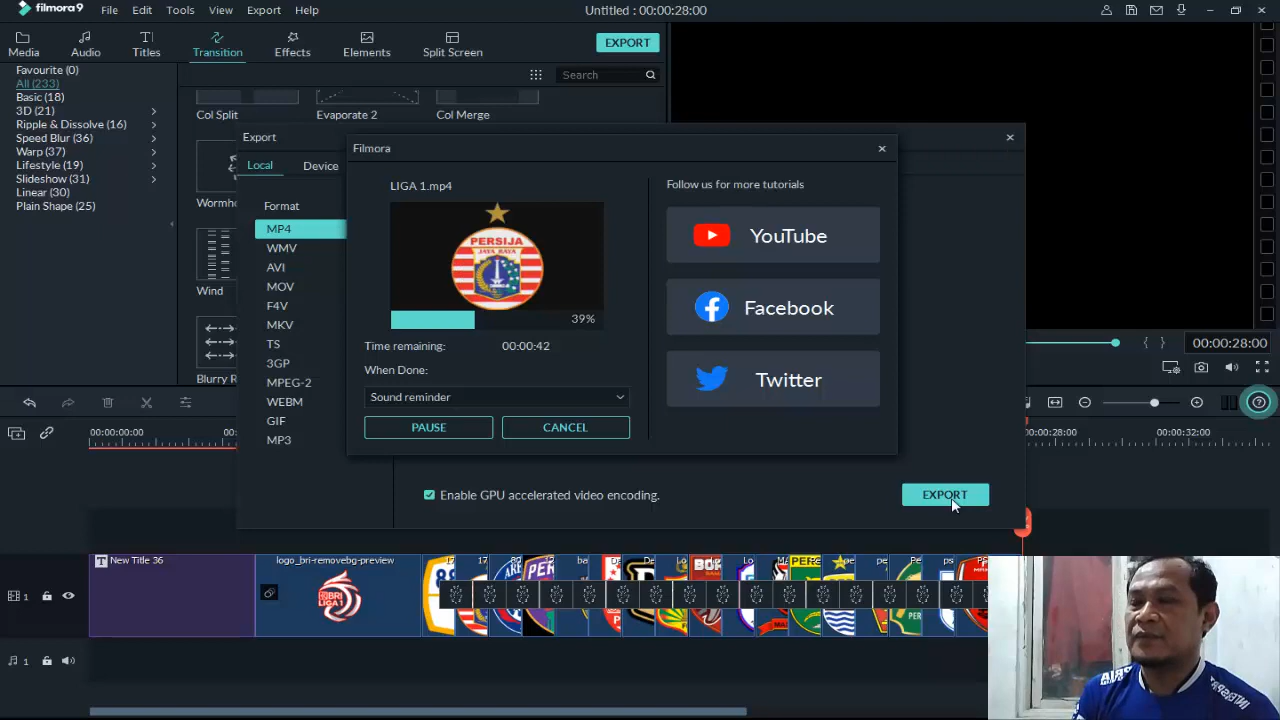 filmora9 File Edit Tools View Export Help Untitled : 00:00:28:00
Media Audio Titles Transition Effects Elements Split Screen EXPORT
Favourite (0)
All (233)
Basic (18)
3D (21)
Ripple & Dissolve (16)
Speed Blur (36)
Warp (37)
Lifestyle (19)
Slideshow (31)
Linear (30)
Plain Shape (25)
Search
Col Split Evaporate 2 Col Merge
Wormho
Wind
Blurry R
Export
Local Device
Format
MP4
WMV
AVI
MOV
F4V
MKV
TS
3GP
MPEG-2
WEBM
GIF
MP3
Filmora
LIGA 1.mp4
PERSIJA
JAYA RAYA
39%
Time remaining: 00:00:42
When Done:
Sound reminder
PAUSE CANCEL
Follow us for more tutorials
YouTube
Facebook
Twitter
Enable GPU accelerated video encoding.
EXPORT
00:00:28:00
00:00:00:00 00:00:28:00 00:00:32:00
New Title 36 logo_bri-removebg-preview
BRI
LIGA 1
1
1